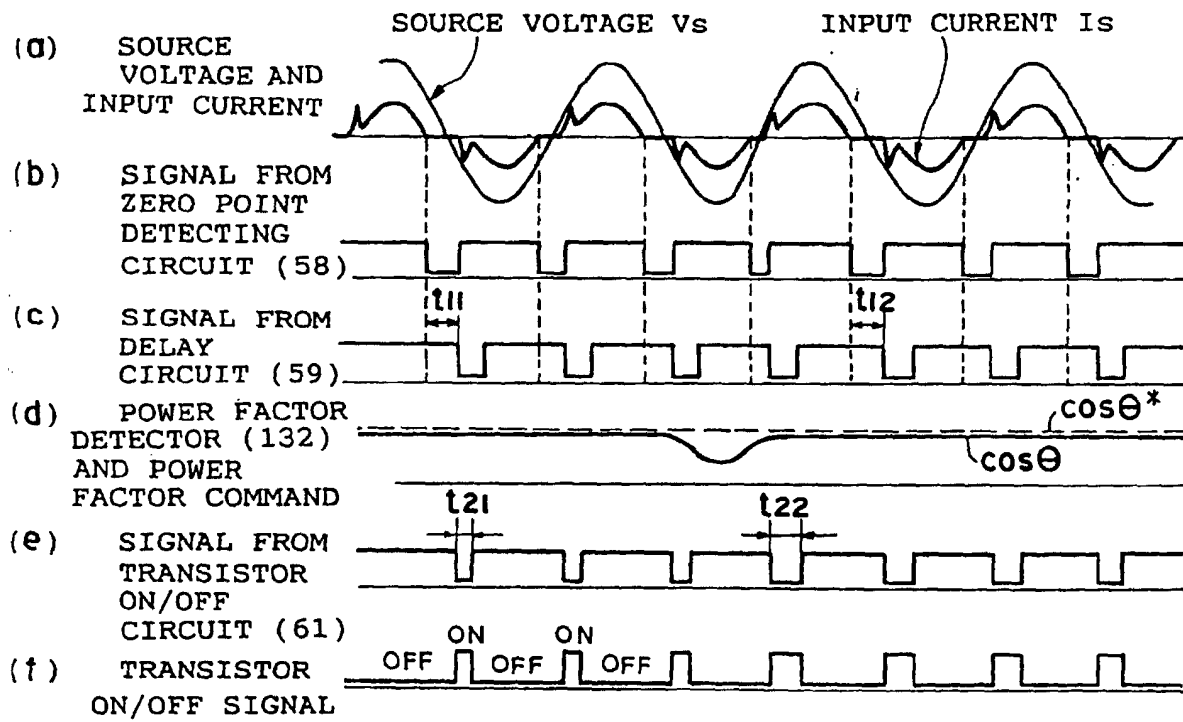 SOURCE VOLTAGE Vs
INPUT CURRENT Is
(a) SOURCE
VOLTAGE AND
INPUT CURRENT
(b) SIGNAL FROM
ZERO POINT
DETECTING
CIRCUIT (58)
t11
t12
(c) SIGNAL FROM
DELAY
CIRCUIT (59)
(d) POWER FACTOR
DETECTOR (132)
AND POWER
FACTOR COMMAND
cosθ*
cosθ
t21
t22
(e) SIGNAL FROM
TRANSISTOR
ON/OFF
CIRCUIT (61)
ON ON
OFF OFF OFF
(f) TRANSISTOR
ON/OFF SIGNAL